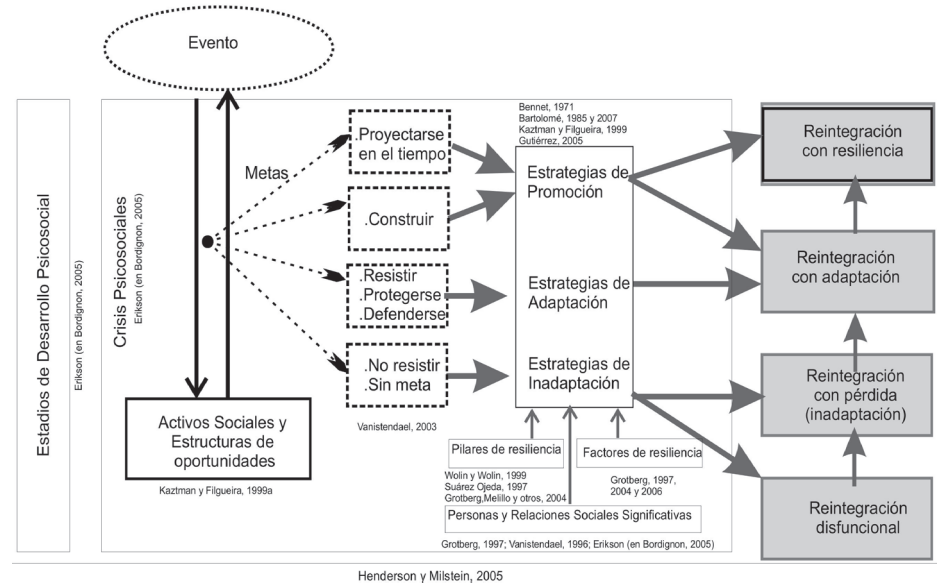 Evento
Estadios de Desarrollo Psicosocial
Erikson (en Bordignon, 2005)
Crisis Psicosociales
Erikson (en Bordignon, 2005)
Metas
.Proyectarse
en el tiempo
.Construir
.Resistir
.Protegerse
.Defenderse
.No resistir
.Sin meta
Vanistendael, 2003
Activos Sociales y
Estructuras de
oportunidades
Kaztman y Filgueira, 1999a
Bennet, 1971
Bartolomé, 1985 y 2007
Kaztman y Filgueira, 1999
Gutiérrez, 2005
Estrategias de
Promoción
Estrategias de
Adaptación
Estrategias de
Inadaptación
Pilares de resiliencia
Wolin y Wolin, 1999
Suárez Ojeda, 1997
Grotberg,Melillo y otros, 2004
Factores de resiliencia
Grotberg, 1997,
2004 y 2006
Personas y Relaciones Sociales Significativas
Grotberg, 1997; Vanistendael, 1996; Erikson (en Bordignon, 2005)
Reintegración
con resiliencia
Reintegración
con adaptación
Reintegración
con pérdida
(inadaptación)
Reintegración
disfuncional
Henderson y Milstein, 2005